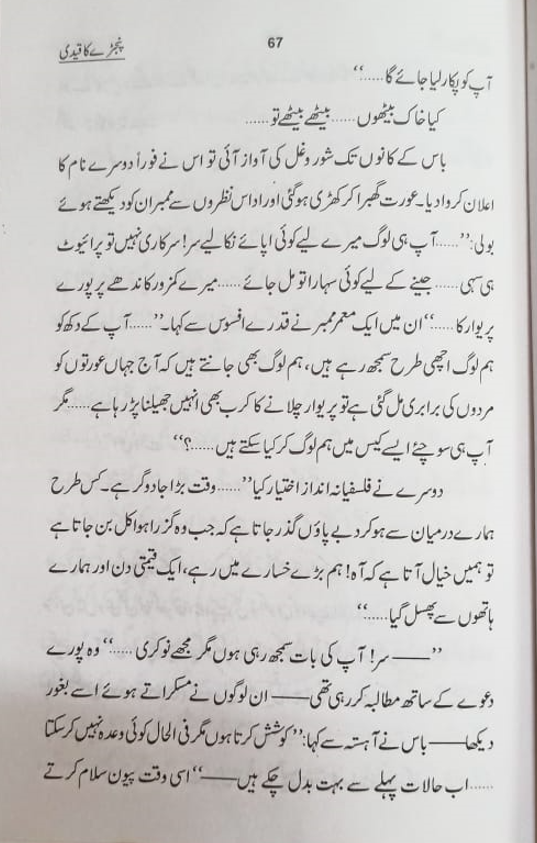 پنجڑے کا قیدی
67
آپ کو پکار لیا جائے گا.....‘‘
کیا خاک بیٹھوں...... بیٹھے بیٹھے تو......
باس کے کانوں تک شور و غل کی آواز آئی تو اس نے فوراً دوسرے نام کا
اعلان کروا دیا۔ عورت گھبرا کر کھڑی ہو گئی اور اداس نظروں سے ممبران کو دیکھتے ہوئے
بولی: ’’......آپ ہی لوگ میرے لیے کوئی اپائے نکالیے سر! سرکاری نہیں تو پرائیوٹ
ہی سہی...... جینے کے لیے کوئی سہارا تو مل جائے......میرے کمزور کاندھے پر پورے
پریوار کا.....‘‘ ان میں ایک معمر ممبر نے قدرے افسوس سے کہا۔ ’’......آپ کے دکھ کو
ہم لوگ اچھی طرح سمجھ رہے ہیں، ہم لوگ بھی جانتے ہیں کہ آج جہاں عورتوں کو
مردوں کی برابری مل گئی ہے تو پریوار چلانے کا کرب بھی انہیں جھیلنا پڑ رہا ہے......مگر
آپ ہی سوچئے ایسے کیس میں ہم لوگ کر کیا سکتے ہیں......؟‘‘
دوسرے نے فلسفیانہ انداز اختیار کیا ’’......وقت بڑا جادوگر ہے۔ کس طرح
ہمارے درمیان سے ہو کر دبے پاؤں گذر جاتا ہے کہ جب وہ گزرا ہوا کل بن جاتا ہے
تو ہمیں خیال آتا ہے کہ آہ! ہم بڑے خسارے میں رہے، ایک قیمتی دن اور ہمارے
ہاتھوں سے پھسل گیا.....‘‘
’’—— سر! آپ کی بات سمجھ رہی ہوں مگر مجھے نوکری.....‘‘ وہ پورے
دعوے کے ساتھ مطالبہ کر رہی تھی—— ان لوگوں نے مسکراتے ہوئے اسے بغور
دیکھا—— باس نے آہستہ سے کہا: ’’کوشش کرتا ہوں مگر فی الحال کوئی وعدہ نہیں کر سکتا
......اب حالات پہلے سے بہت بدل چکے ہیں——‘‘ اسی وقت پیون سلام کرتے